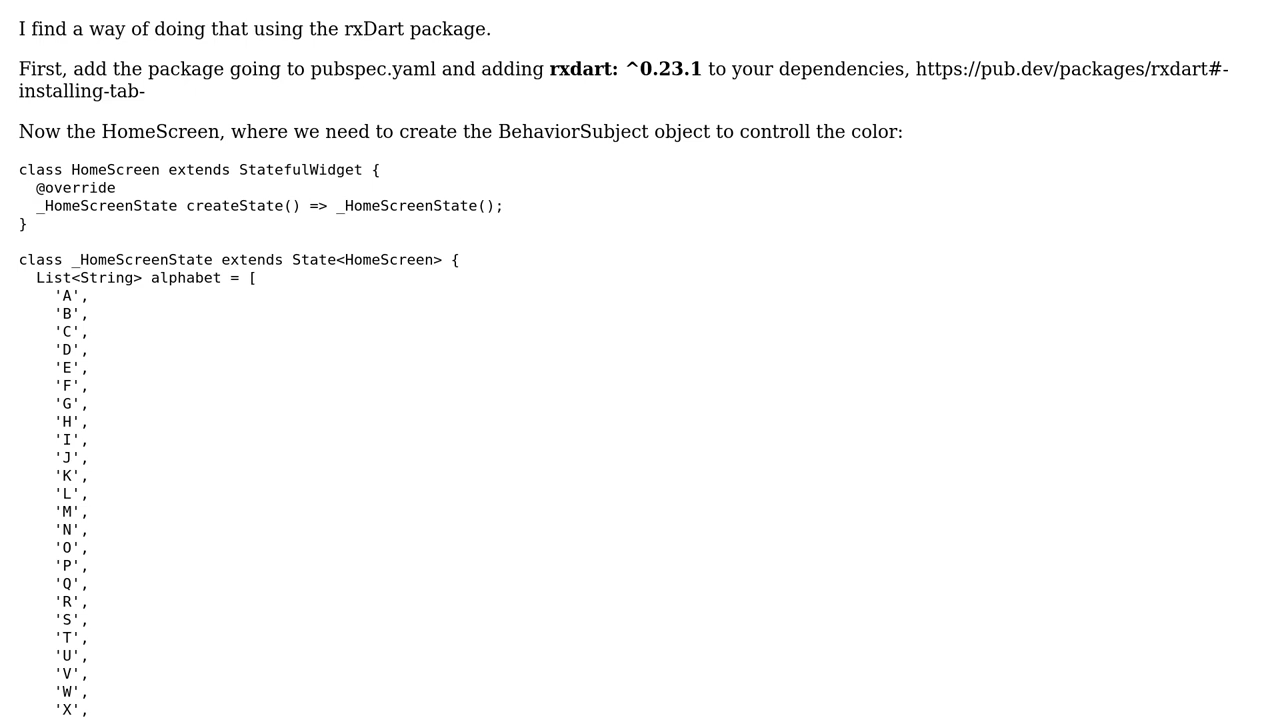 I find a way of doing that using the rxDart package.
First, add the package going to pubspec.yaml and adding rxdart: ^0.23.1 to your dependencies, https://pub.dev/packages/rxdart#-
installing-tab-
Now the HomeScreen, where we need to create the BehaviorSubject object to controll the color:
class HomeScreen extends StatefulWidget {
  @override
  _HomeScreenState createState() => _HomeScreenState();
}
class _HomeScreenState extends State<HomeScreen> {
  List<String> alphabet = [
    'A',
    'B',
    'C',
    'D',
    'E',
    'F',
    'G',
    'H',
    'I',
    'J',
    'K',
    'L',
    'M',
    'N',
    'O',
    'P',
    'Q',
    'R',
    'S',
    'T',
    'U',
    'V',
    'W',
    'X',